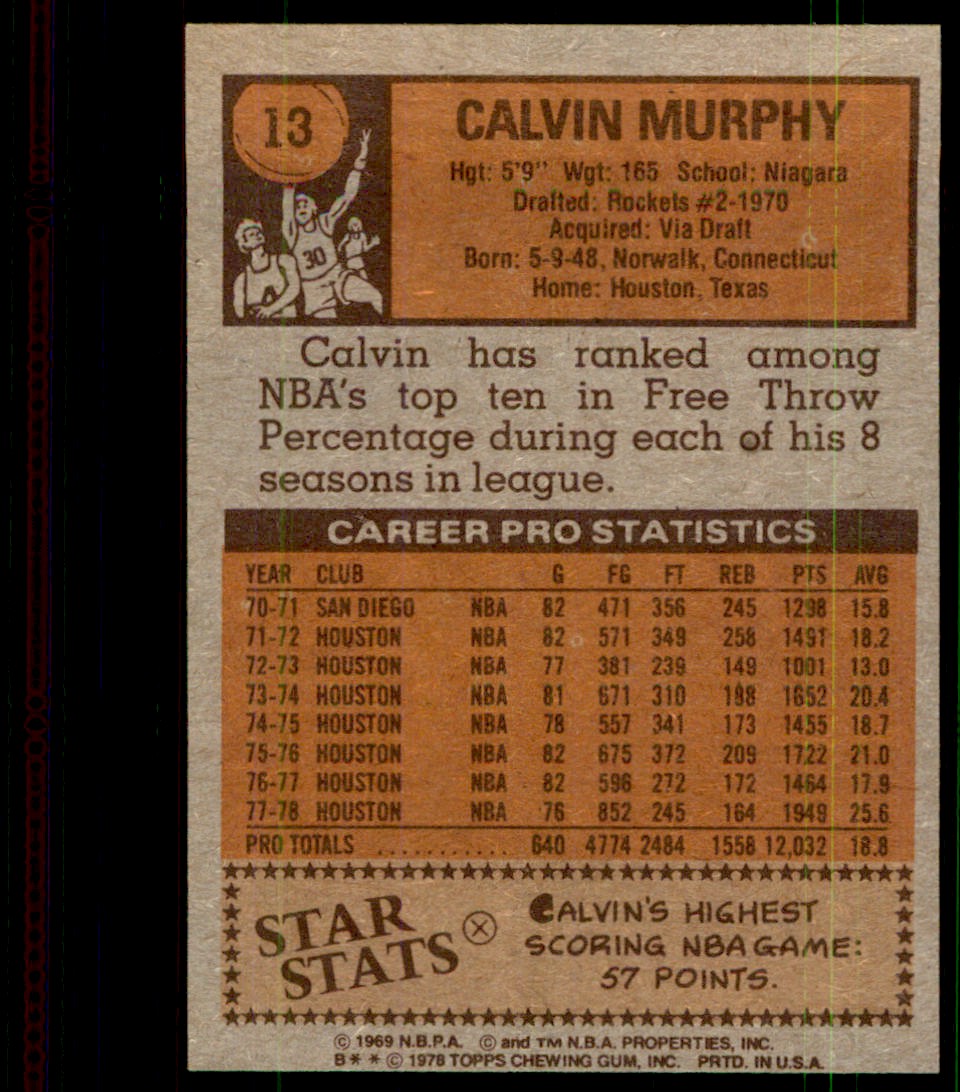 13
CALVIN MURPHY
Hgt: 5'9" Wgt: 165 School: Niagara
Drafted: Rockets #2-1970
Acquired: Via Draft
Born: 5-9-48, Norwalk, Connecticut
Home: Houston, Texas
30
Calvin has ranked among
NBA's top ten in Free Throw
Percentage during each of his 8
seasons in league.
CAREER PRO STATISTICS
YEAR CLUB G FG FT REB PTS AVG
70-71 SAN DIEGO NBA 82 471 356 245 1298 15.8
71-72 HOUSTON NBA 82 571 349 258 1491 18.2
72-73 HOUSTON NBA 77 381 239 149 1001 13.0
73-74 HOUSTON NBA 81 671 310 188 1652 20.4
74-75 HOUSTON NBA 78 557 341 173 1455 18.7
75-76 HOUSTON NBA 82 675 372 209 1722 21.0
76-77 HOUSTON NBA 82 596 272 172 1464 17.9
77-78 HOUSTON NBA 76 852 245 164 1949 25.6
PRO TOTALS ........... 640 4774 2484 1558 12,032 18.8
STAR
STATS
CALVIN'S HIGHEST
SCORING NBA GAME:
57 POINTS.
© 1969 N.B.P.A. © and TM N.B.A. PROPERTIES, INC.
B* * © 1978 TOPPS CHEWING GUM, INC. PRTD. IN U.S.A.